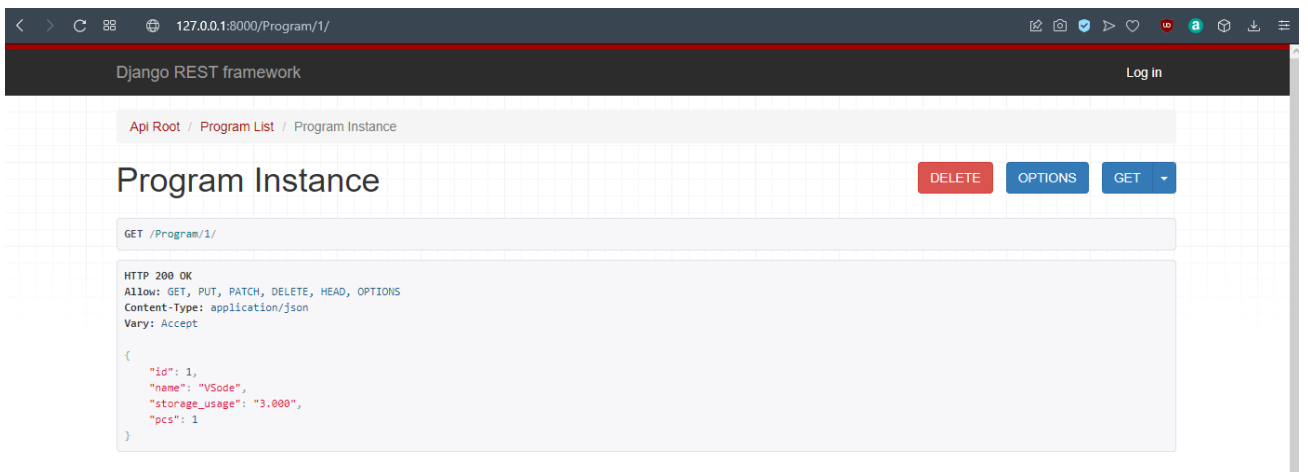 127.0.0.1:8000/Program/1/
Django REST framework
Log in
Api Root / Program List / Program Instance
Program Instance
DELETE
OPTIONS
GET
GET /Program/1/
HTTP 200 OK
Allow: GET, PUT, PATCH, DELETE, HEAD, OPTIONS
Content-Type: application/json
Vary: Accept
{
"id": 1,
"name": "VSode",
"storage_usage": "3.000",
"pcs": 1
}